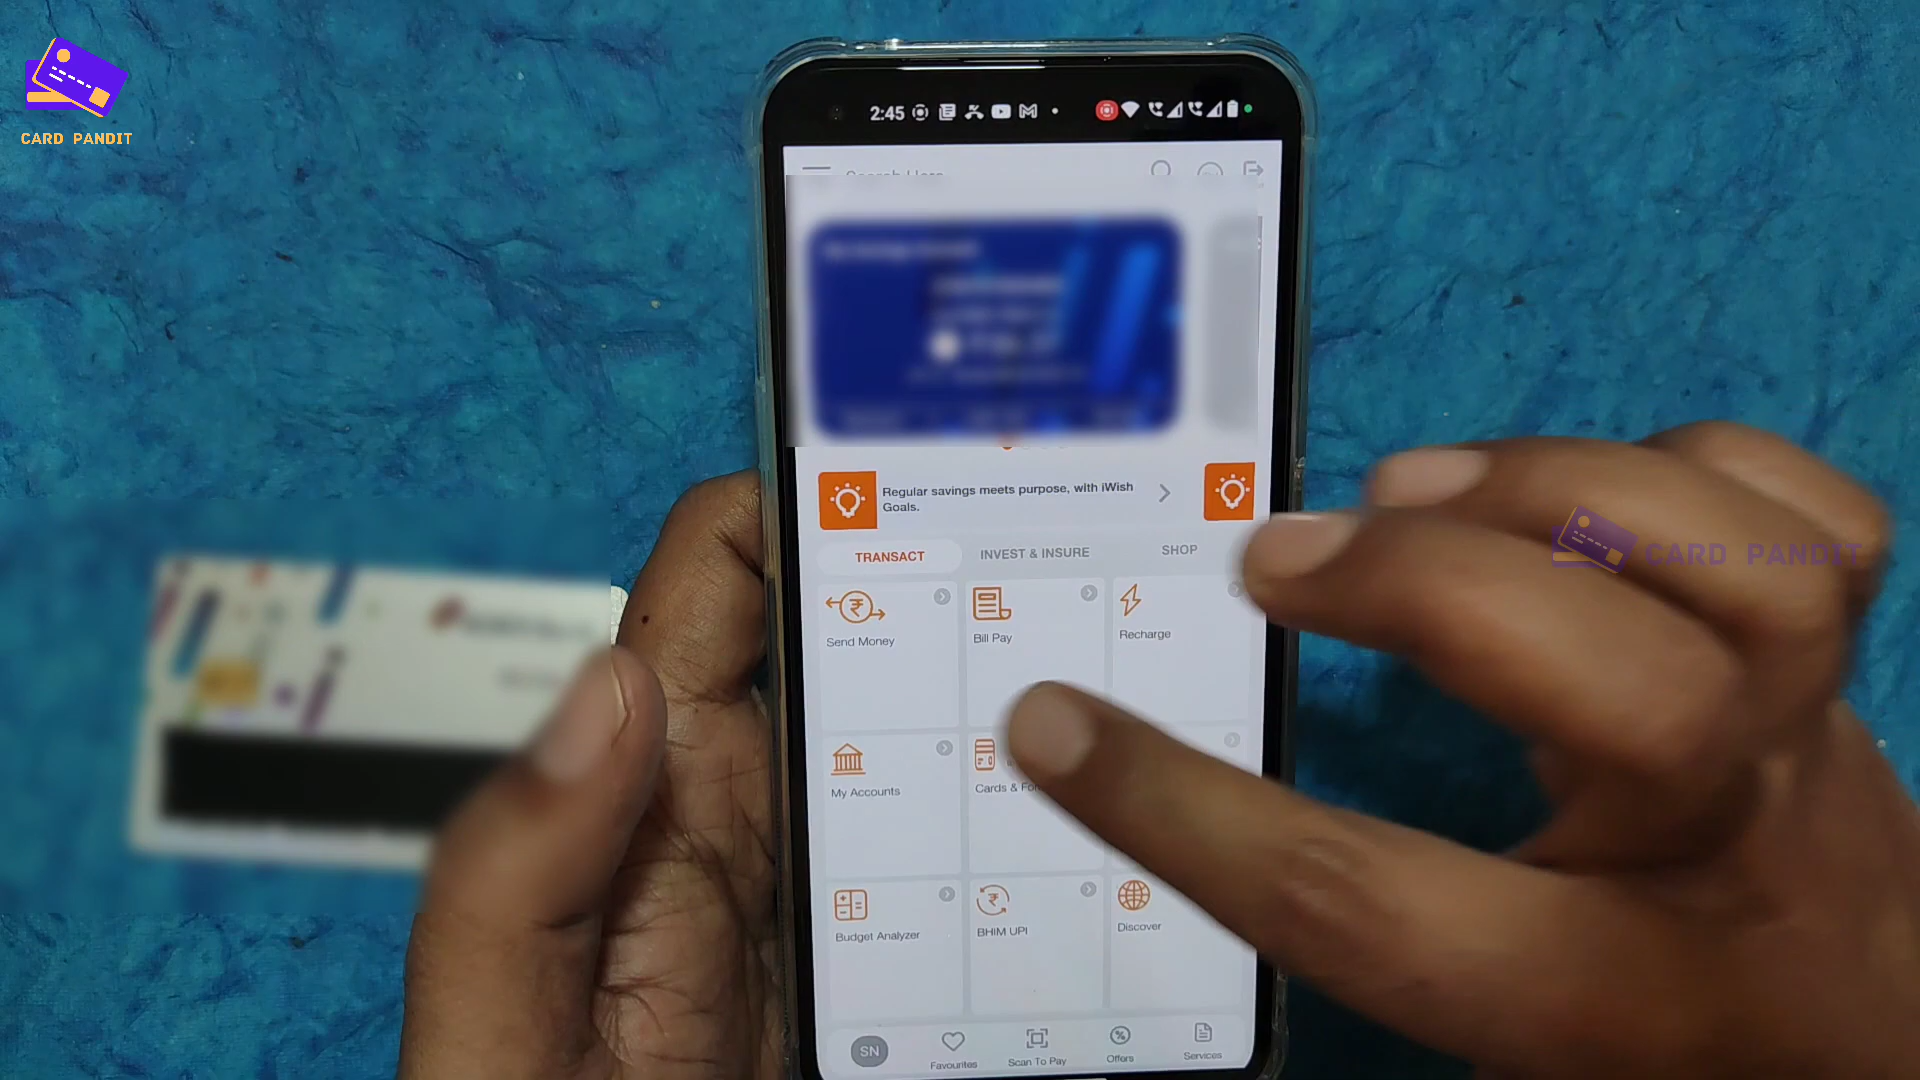 CARD PANDIT
2:45
Regular savings meets purpose, with iWish
Goals.
TRANSACT
INVEST & INSURE
SHOP
Send Money
Bill Pay
Recharge
My Accounts
Cards &
Budget Analyzer
BHIM UPI
Discover
SN
Favourites
Scan To Pay
Offers
Services
CARD PANDIT